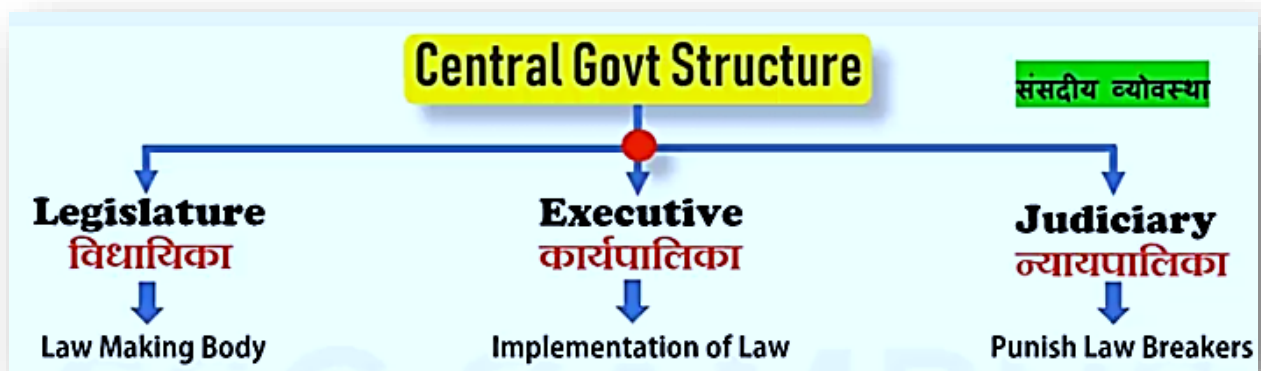 Central Govt Structure
संसदीय व्योवस्था
Legislature
विधायिका
Law Making Body
Executive
कार्यपालिका
Implementation of Law
Judiciary
न्यायपालिका
Punish Law Breakers